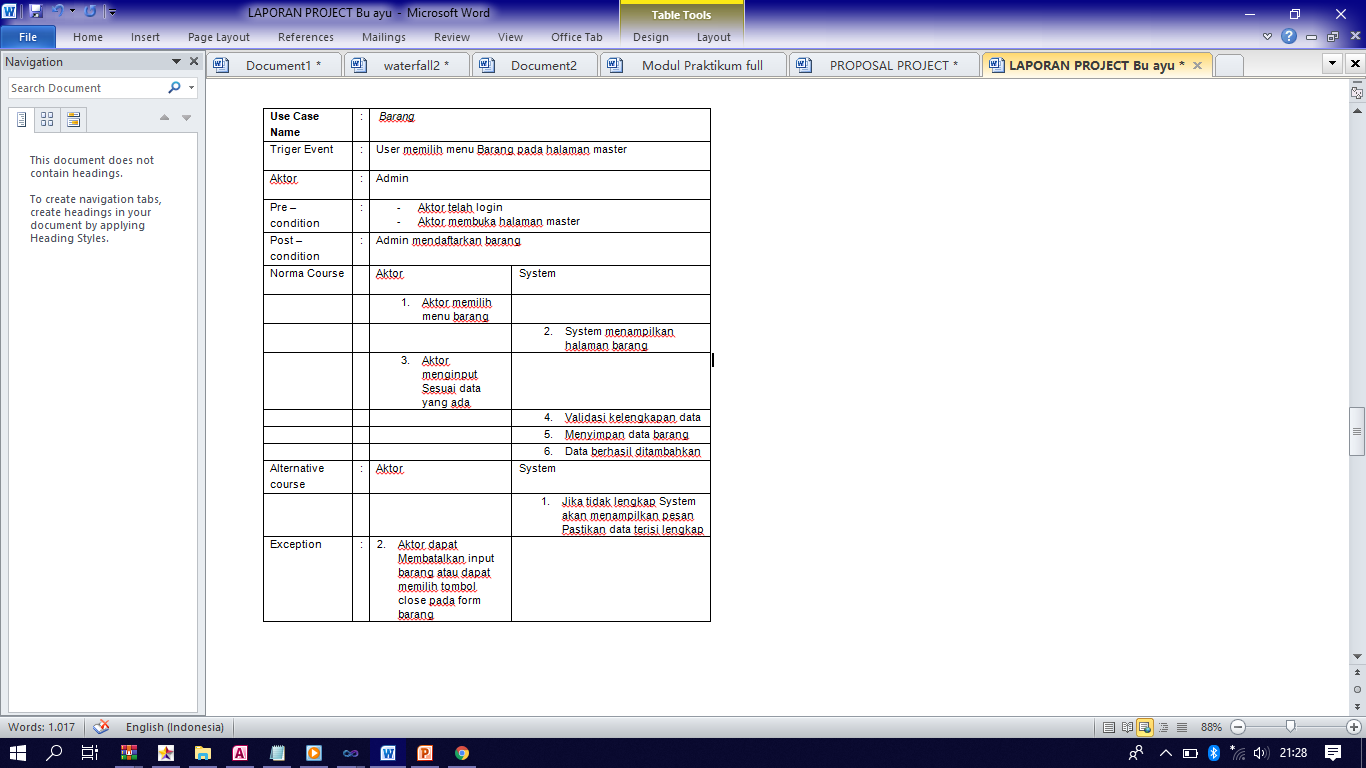 LAPORAN PROJECT Bu ayu - Microsoft Word
Table Tools
File Home Insert Page Layout References Mailings Review View Office Tab Design Layout
Navigation
Document1 * waterfall2 * Document2 Modul Praktikum full PROPOSAL PROJECT * LAPORAN PROJECT Bu ayu *
Search Document
This document does not
contain headings.
To create navigation tabs,
create headings in your
document by applying
Heading Styles.
Use Case : Barang
Name
Triger Event : User memilih menu Barang pada halaman master
Aktor : Admin
Pre – : - Aktor telah login
condition - Aktor membuka halaman master
Post – : Admin mendaftarkan barang
condition
Norma Course Aktor System
1. Aktor memilih
menu barang
2. System menampilkan
halaman barang
3. Aktor
menginput
Sesuai data
yang ada
4. Validasi kelengkapan data
5. Menyimpan data barang
6. Data berhasil ditambahkan
Alternative : Aktor System
course
1. Jika tidak lengkap System
akan menampilkan pesan
Pastikan data terisi lengkap
Exception : 2. Aktor dapat
Membatalkan input
barang atau dapat
memilih tombol
close pada form
barang
Words: 1.017 English (Indonesia) 88%
21:28